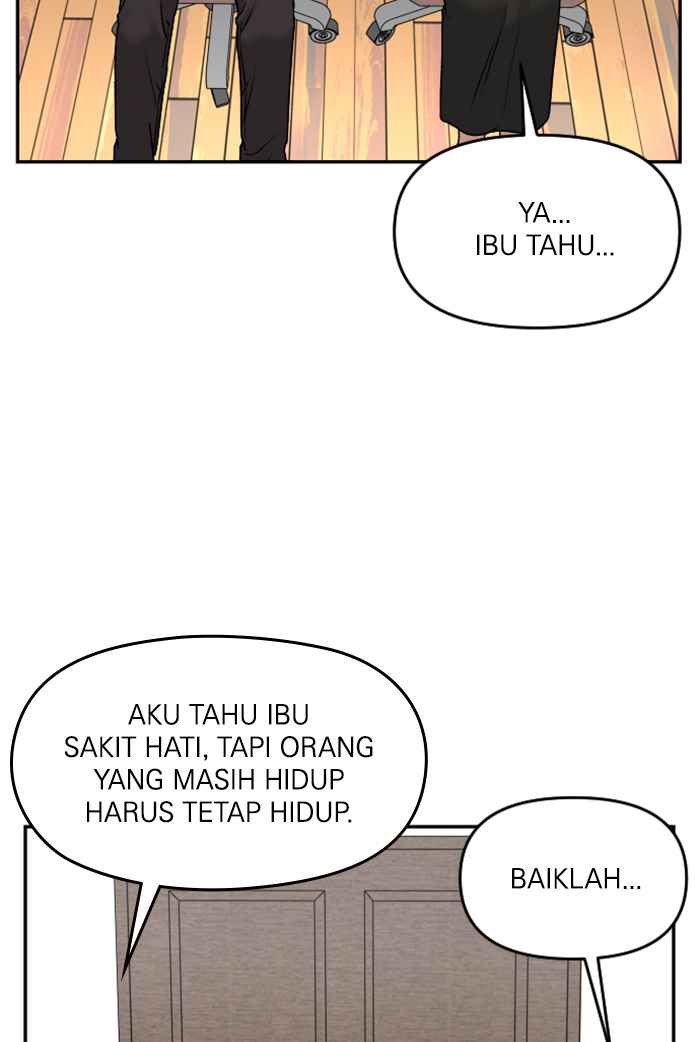 YA...
IBU TAHU...
AKU TAHU IBU
SAKIT HATI, TAPI ORANG
YANG MASIH HIDUP
HARUS TETAP HIDUP.
BAIKLAH...